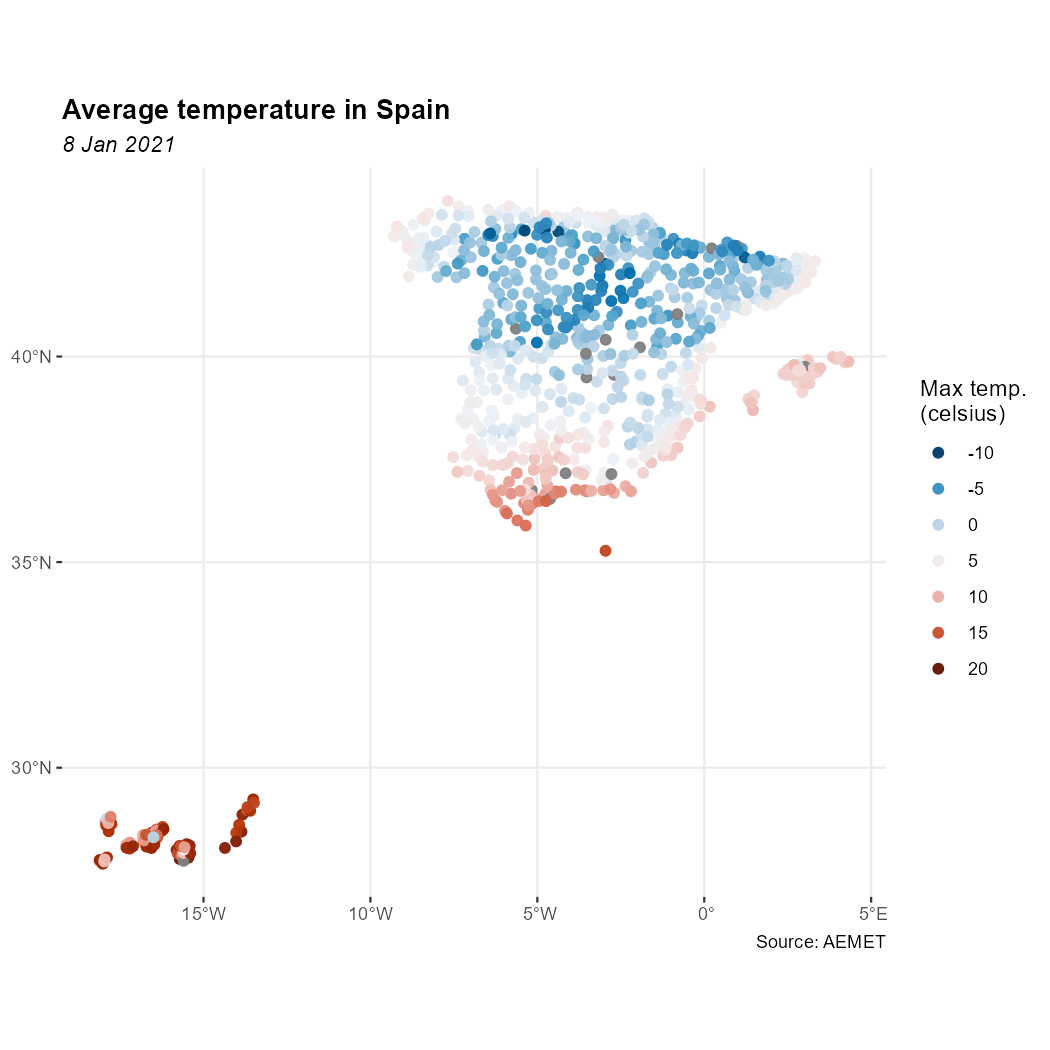 Average temperature in Spain
8 Jan 2021
40°N
35°N
30°N
15°W
10°W
5°W
0°
5°E
Max temp.
(celsius)
-10
-5
0
5
10
15
20
Source: AEMET